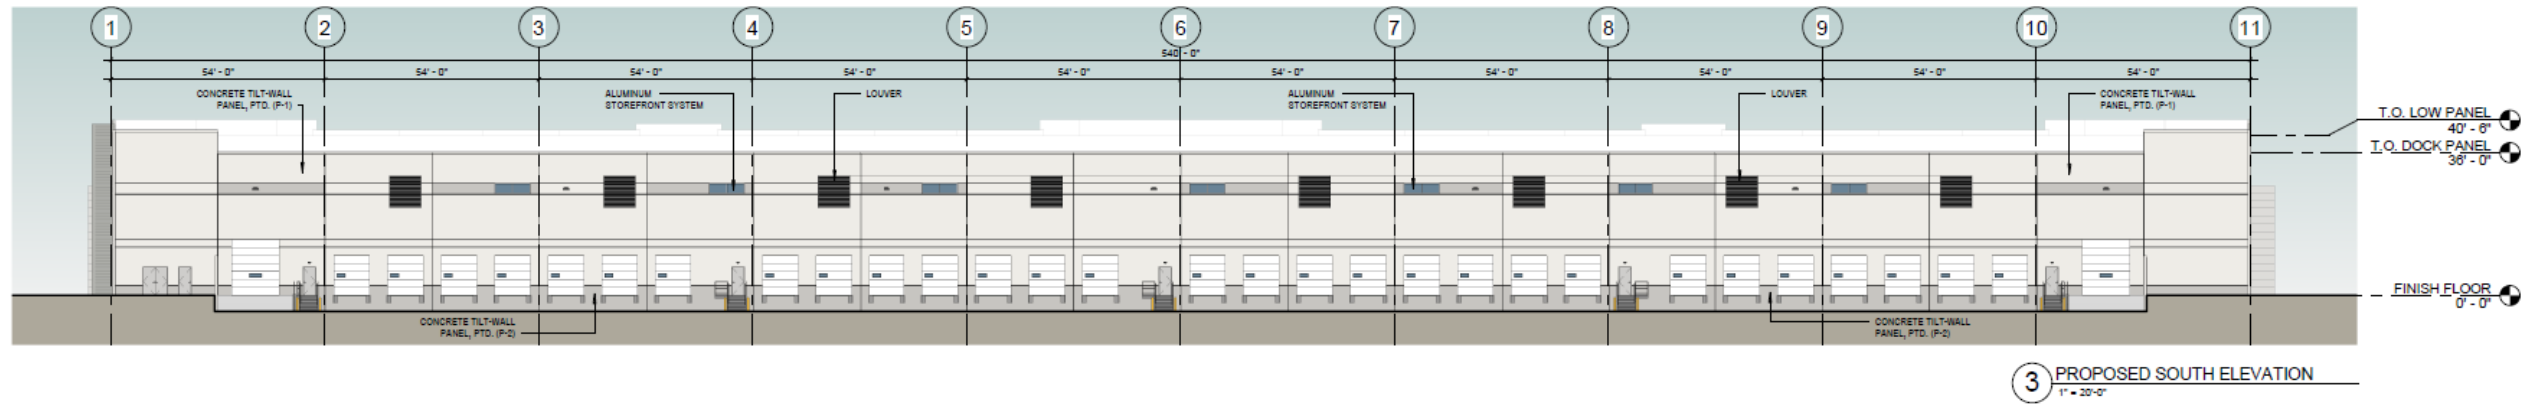 1 2 3 4 5 6 7 8 9 10 11
540' - 0"
54' - 0" 54' - 0" 54' - 0" 54' - 0" 54' - 0" 54' - 0" 54' - 0" 54' - 0" 54' - 0" 54' - 0"
CONCRETE TILT-WALL
PANEL, PTD. (P-1)
ALUMINUM
STOREFRONT SYSTEM
LOUVER
ALUMINUM
STOREFRONT SYSTEM
LOUVER
CONCRETE TILT-WALL
PANEL, PTD. (P-1)
T.O. LOW PANEL
40' - 6"
T.O. DOCK PANEL
36' - 0"
FINISH FLOOR
0' - 0"
CONCRETE TILT-WALL
PANEL, PTD. (P-2)
CONCRETE TILT-WALL
PANEL, PTD. (P-2)
3 PROPOSED SOUTH ELEVATION
1" = 20'-0"